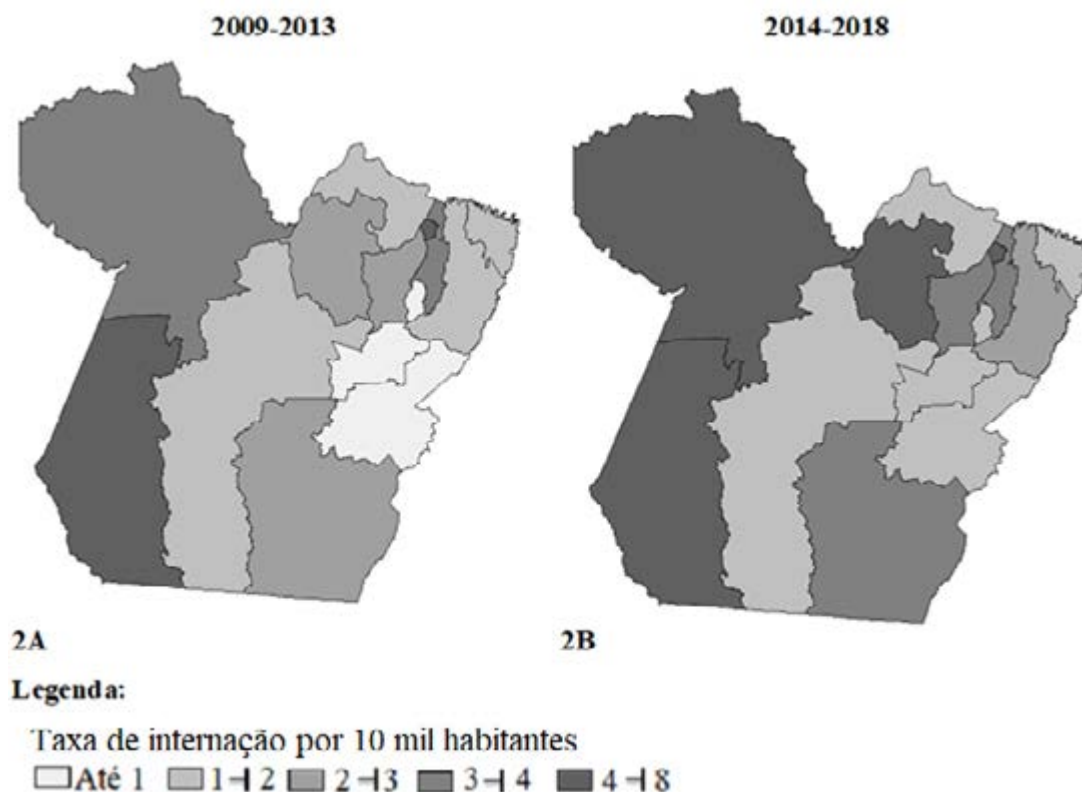 2009-2013
2014-2018
2A
2B
Legenda:
Taxa de internação por 10 mil habitantes
Até 1 1⊣2 2⊣3 3⊣4 4⊣8